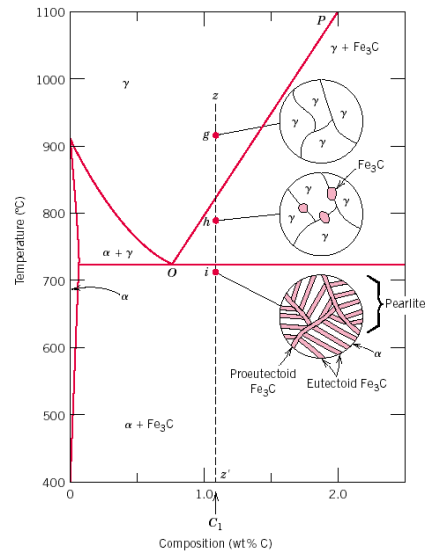 1100
P
γ + Fe₃C
1000
γ
z
γ
γ
γ
g
900
Fe₃C
800
h
γ
γ
γ
α + γ
O
i
700
α
Pearlite
600
Proeutectoid
Fe₃C
Eutectoid Fe₃C
α
500
α + Fe₃C
z'
400
0
1.0
2.0
C₁
Composition (wt% C)
Temperature (°C)